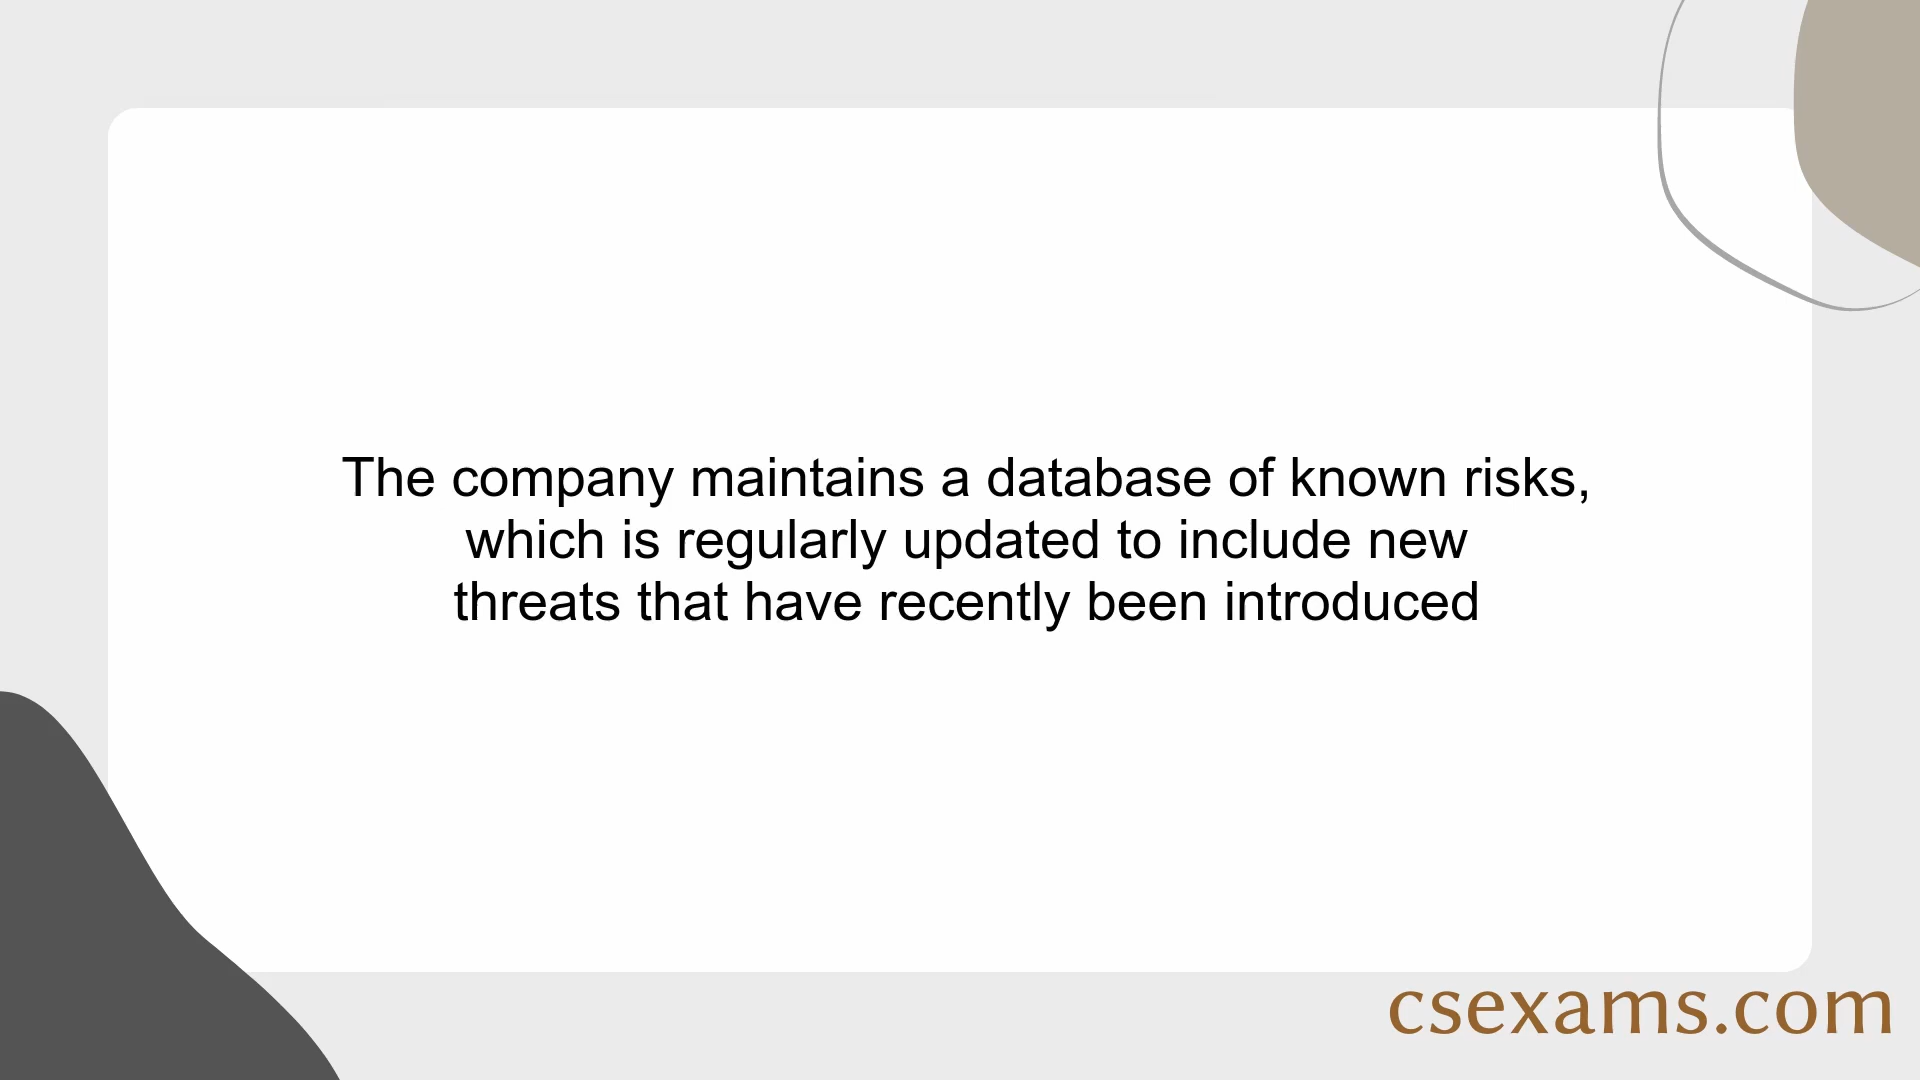 The company maintains a database of known risks,
which is regularly updated to include new
threats that have recently been introduced
csexams.com